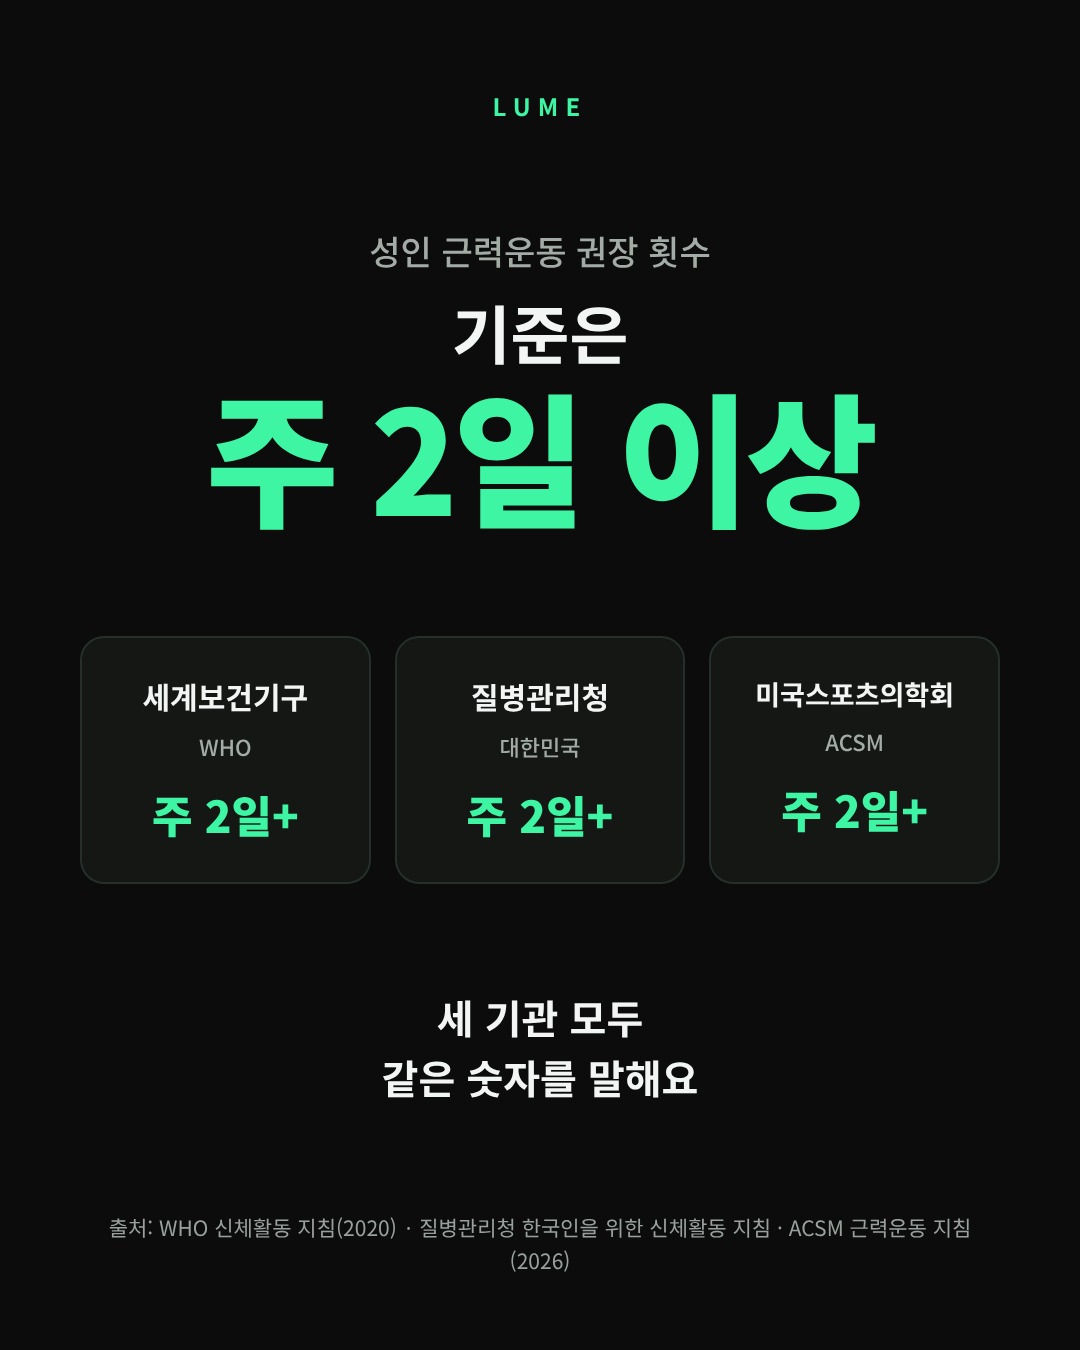 LUME
성인 근력운동 권장 횟수
기준은
주 2일 이상
세계보건기구
WHO
주 2일+
질병관리청
대한민국
주 2일+
미국스포츠의학회
ACSM
주 2일+
세 기관 모두
같은 숫자를 말해요
출처: WHO 신체활동 지침(2020) · 질병관리청 한국인을 위한 신체활동 지침 · ACSM 근력운동 지침
(2026)